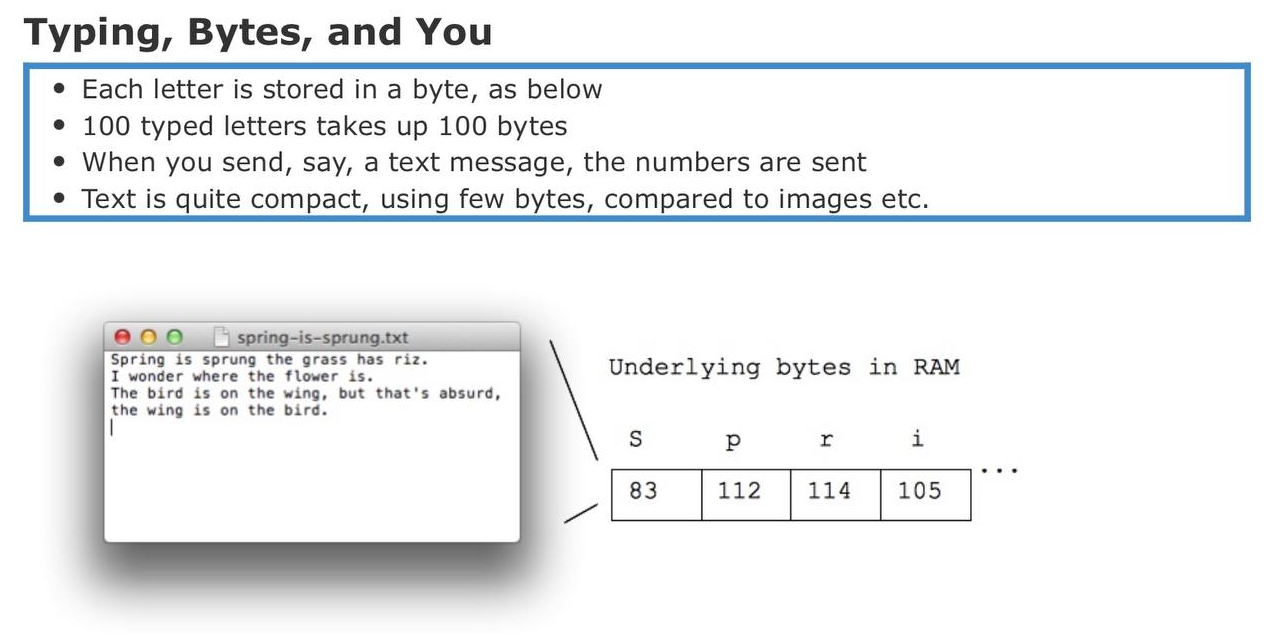 Typing, Bytes, and You
• Each letter is stored in a byte, as below
• 100 typed letters takes up 100 bytes
• When you send, say, a text message, the numbers are sent
• Text is quite compact, using few bytes, compared to images etc.
spring-is-sprung.txt
Spring is sprung the grass has riz.
I wonder where the flower is.
The bird is on the wing, but that's absurd,
the wing is on the bird.
Underlying bytes in RAM
S p r i
83 112 114 105 ...